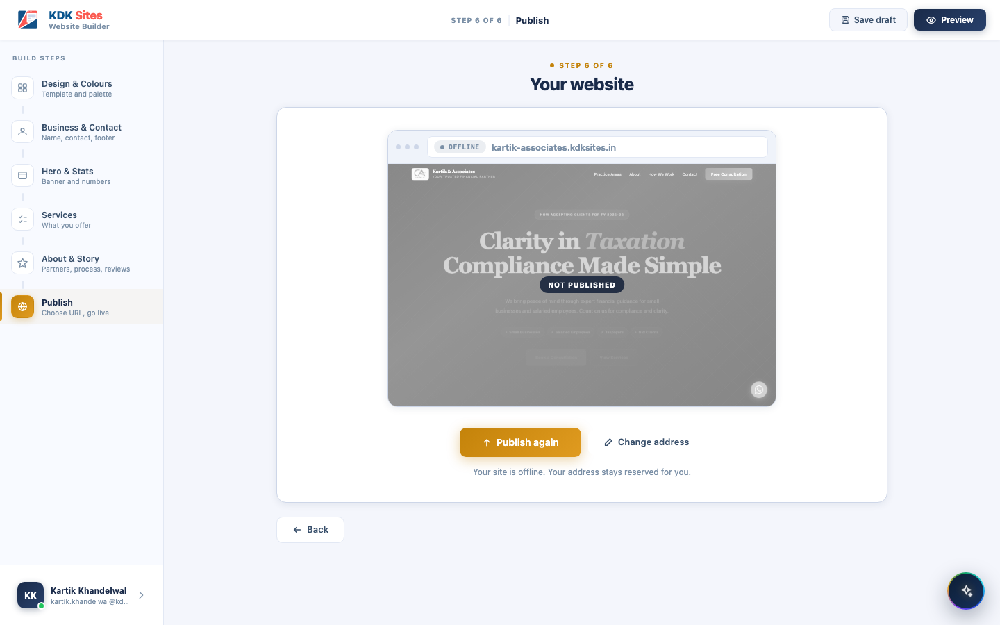 KDK Sites
Website Builder
STEP 6 OF 6
Publish
Save draft
Preview
BUILD STEPS
Design & Colours
Template and palette
Business & Contact
Name, contact, footer
Hero & Stats
Banner and numbers
Services
What you offer
About & Story
Partners, process, reviews
Publish
Choose URL, go live
Kartik Khandelwal
KK
kartik.khandelwal@kd...
STEP 6 OF 6
Your website
OFFLINE
kartik-associates.kdksites.in
CA
Kartik & Associates
YOUR TRUSTED FINANCIAL PARTNER
Practice Areas
About
How We Work
Contact
Free Consultation
NOW ACCEPTING CLIENTS FOR FY 2025-26
Clarity in Taxation
Compliance Made Simple
NOT PUBLISHED
We bring peace of mind through expert financial guidance for small
businesses and salaried employees. Count on us for compliance and clarity.
Small Businesses
Salaried Employees
Taxpayers
Publish again
Change address
Your site is offline. Your address stays reserved for you.
Back